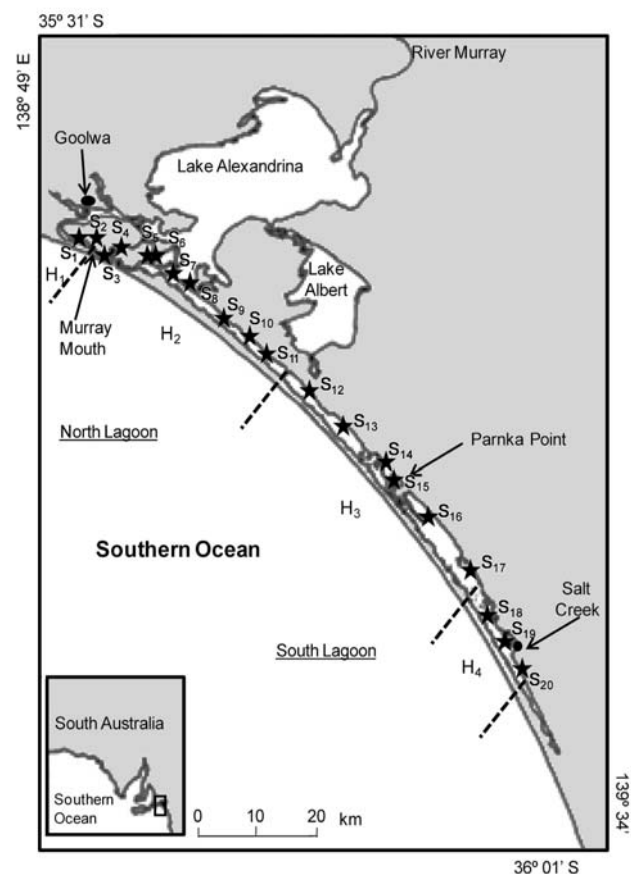 35º 31' S
138º 49' E
River Murray
Goolwa
Lake Alexandrina
S2
S4
S5
S6
S1
S3
S7
H1
Lake
Albert
S8
Murray
Mouth
S9
H2
S10
S11
S12
North Lagoon
S13
Parnka Point
S14
S15
H3
S16
Southern Ocean
S17
Salt
Creek
S18
S19
South Lagoon
H4
S20
South Australia
Southern
Ocean
0 10 20 km
139º 34'
36º 01' S